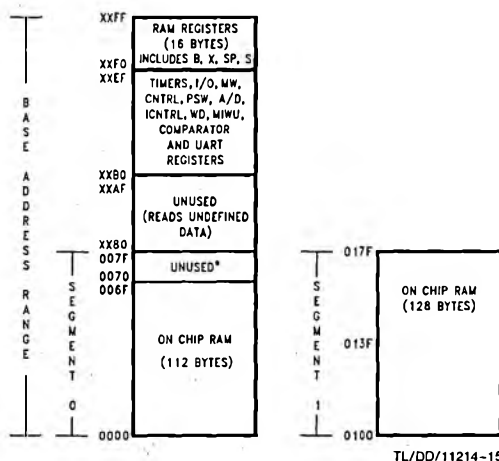 XXFF
RAM REGISTERS
(16 BYTES)
INCLUDES B, X, SP, S
XXF0
XXEF
TIMERS, I/O, MW,
CNTRL, PSW, A/D,
ICNTRL, WD, MIWU,
COMPARATOR
AND UART
REGISTERS
XXB0
XXAF
UNUSED
(READS UNDEFINED
DATA)
XX80
007F
UNUSED*
0070
006F
ON CHIP RAM
(112 BYTES)
0000
BASE ADDRESS RANGE
SEGMENT 0
SEGMENT 1
017F
ON CHIP RAM
(128 BYTES)
013F
0100
TL/DD/11214-15